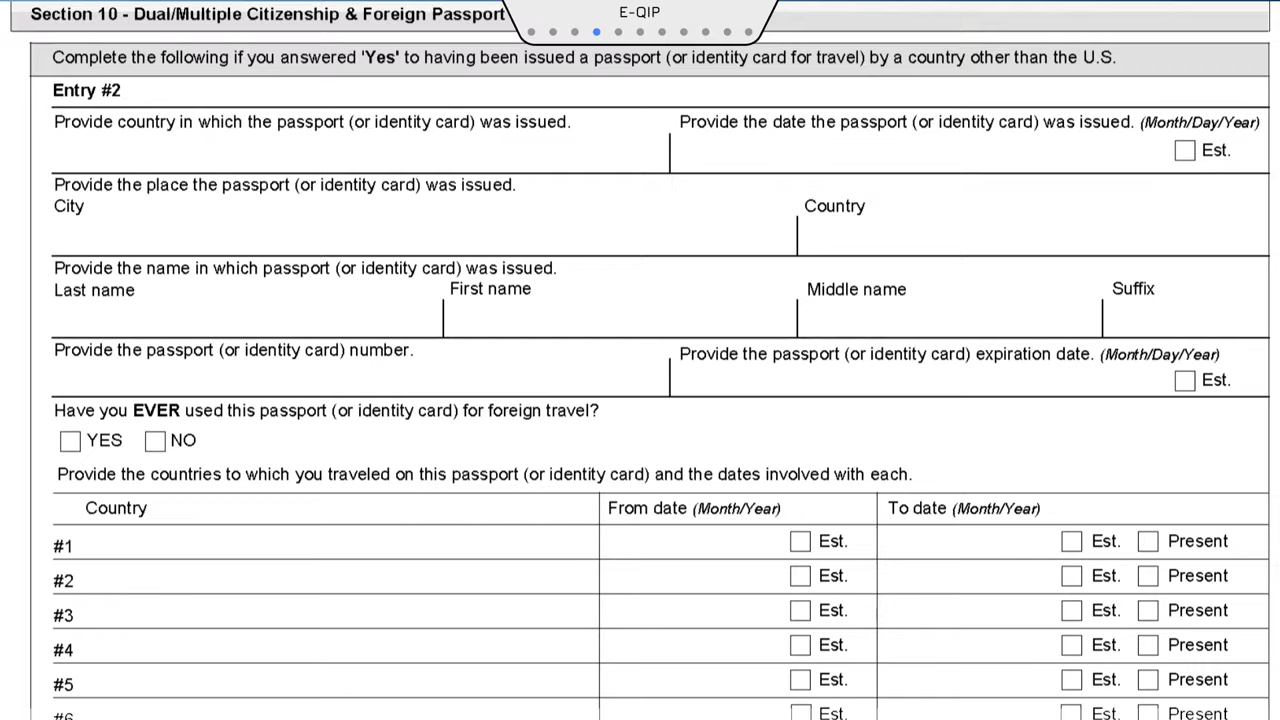 E-QIP
Section 10 - Dual/Multiple Citizenship & Foreign Passport
Complete the following if you answered 'Yes' to having been issued a passport (or identity card for travel) by a country other than the U.S.
Entry #2
Provide country in which the passport (or identity card) was issued. Provide the date the passport (or identity card) was issued. (Month/Day/Year)
Est.
Provide the place the passport (or identity card) was issued.
City Country
Provide the name in which passport (or identity card) was issued.
Last name First name Middle name Suffix
Provide the passport (or identity card) number. Provide the passport (or identity card) expiration date. (Month/Day/Year)
Est.
Have you EVER used this passport (or identity card) for foreign travel?
YES NO
Provide the countries to which you traveled on this passport (or identity card) and the dates involved with each.
Country From date (Month/Year) To date (Month/Year)
#1 Est. Est. Present
#2 Est. Est. Present
#3 Est. Est. Present
#4 Est. Est. Present
#5 Est. Est. Present
#6 Est. Est. Present